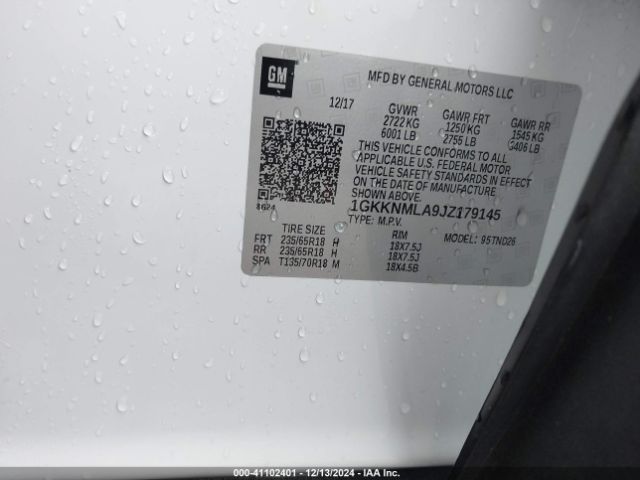 GM
MFD BY GENERAL MOTORS LLC
12/17 GVWR GAWR FRT GAWR RR
2722 KG 1250 KG 1545 KG
6001 LB 2755 LB 3406 LB
THIS VEHICLE CONFORMS TO ALL
APPLICABLE U.S. FEDERAL MOTOR
VEHICLE SAFETY STANDARDS IN EFFECT
ON THE DATE OF MANUFACTURE
SHOWN ABOVE.
8624 1GKKNMLA9JZ179145
TYPE: M.P.V.
TIRE SIZE RIM MODEL: 95TND26
FRT 235/65R18 H 18X7.5J
RR 235/65R18 H 18X7.5J
SPA T135/70R18 M 18X4.5B
000-41102401 - 12/13/2024 - IAA Inc.